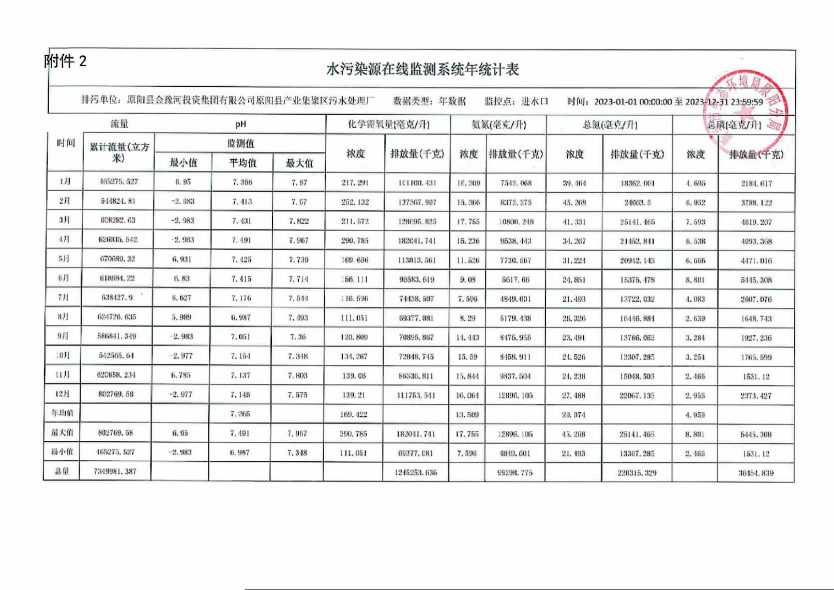 附件 2
水污染源在线监测系统年统计表
排污单位：原阳县金豫河投资集团有限公司原阳县产业集聚区污水处理厂 数据类型：年数据 监控点：进水口 时间：2023-01-01 00:00:00 至 2023-12-31 23:59:59
时间 流量 pH 化学需氧量(毫克/升) 氨氮(毫克/升) 总氮(毫克/升) 总磷(毫克/升)
累计流量(立方米) 监测值 浓度 排放量(千克) 浓度 排放量(千克) 浓度 排放量(千克) 浓度 排放量(千克)
最小值 平均值 最大值
1月 465275.527 6.95 7.356 7.67 217.291 101100.431 16.209 7542.068 39.464 18362.001 4.695 2184.617
2月 544824.81 -2.983 7.413 7.67 252.132 137367.907 15.366 8372.275 45.268 24663.5 6.952 3788.122
3月 608282.63 -2.983 7.431 7.822 211.572 128696.825 17.755 10800.248 41.331 25141.465 7.593 4619.207
4月 626035.542 -2.983 7.491 7.967 290.785 182041.741 15.236 9538.443 34.267 21452.841 6.538 4093.368
5月 670689.32 6.931 7.425 7.739 169.696 113813.561 11.526 7730.567 31.224 20942.143 6.666 4471.016
6月 618684.22 6.83 7.415 7.714 156.111 96583.619 9.08 5617.66 24.851 15375.478 8.801 5445.308
7月 638427.9 6.627 7.176 7.544 116.596 74438.507 7.596 4849.601 21.493 13722.032 4.083 2607.076
8月 624726.635 5.989 6.987 7.493 111.051 69377.081 8.29 5179.438 26.326 16446.884 2.639 1648.743
9月 586841.349 -2.983 7.051 7.36 120.809 70895.867 14.443 8475.955 23.491 13786.062 3.284 1927.236
10月 542565.64 -2.977 7.154 7.348 134.267 72848.745 15.59 8458.911 24.526 13307.285 3.254 1765.599
11月 620858.234 6.785 7.137 7.803 139.05 86336.811 15.844 9837.504 24.238 15048.503 2.466 1531.12
12月 802769.58 -2.977 7.145 7.575 139.21 111753.541 16.064 12896.105 27.488 22067.135 2.956 2373.427
年均值 7.265 169.422 13.509 29.974 4.959
最大值 802769.58 6.95 7.491 7.967 290.785 182041.741 17.755 12896.105 45.268 25141.465 8.801 5445.308
最小值 465275.527 -2.983 6.987 7.348 111.051 69377.081 7.596 4849.601 21.493 13307.285 2.466 1531.12
总量 7349981.387 1245253.636 99298.775 220315.329 36454.839